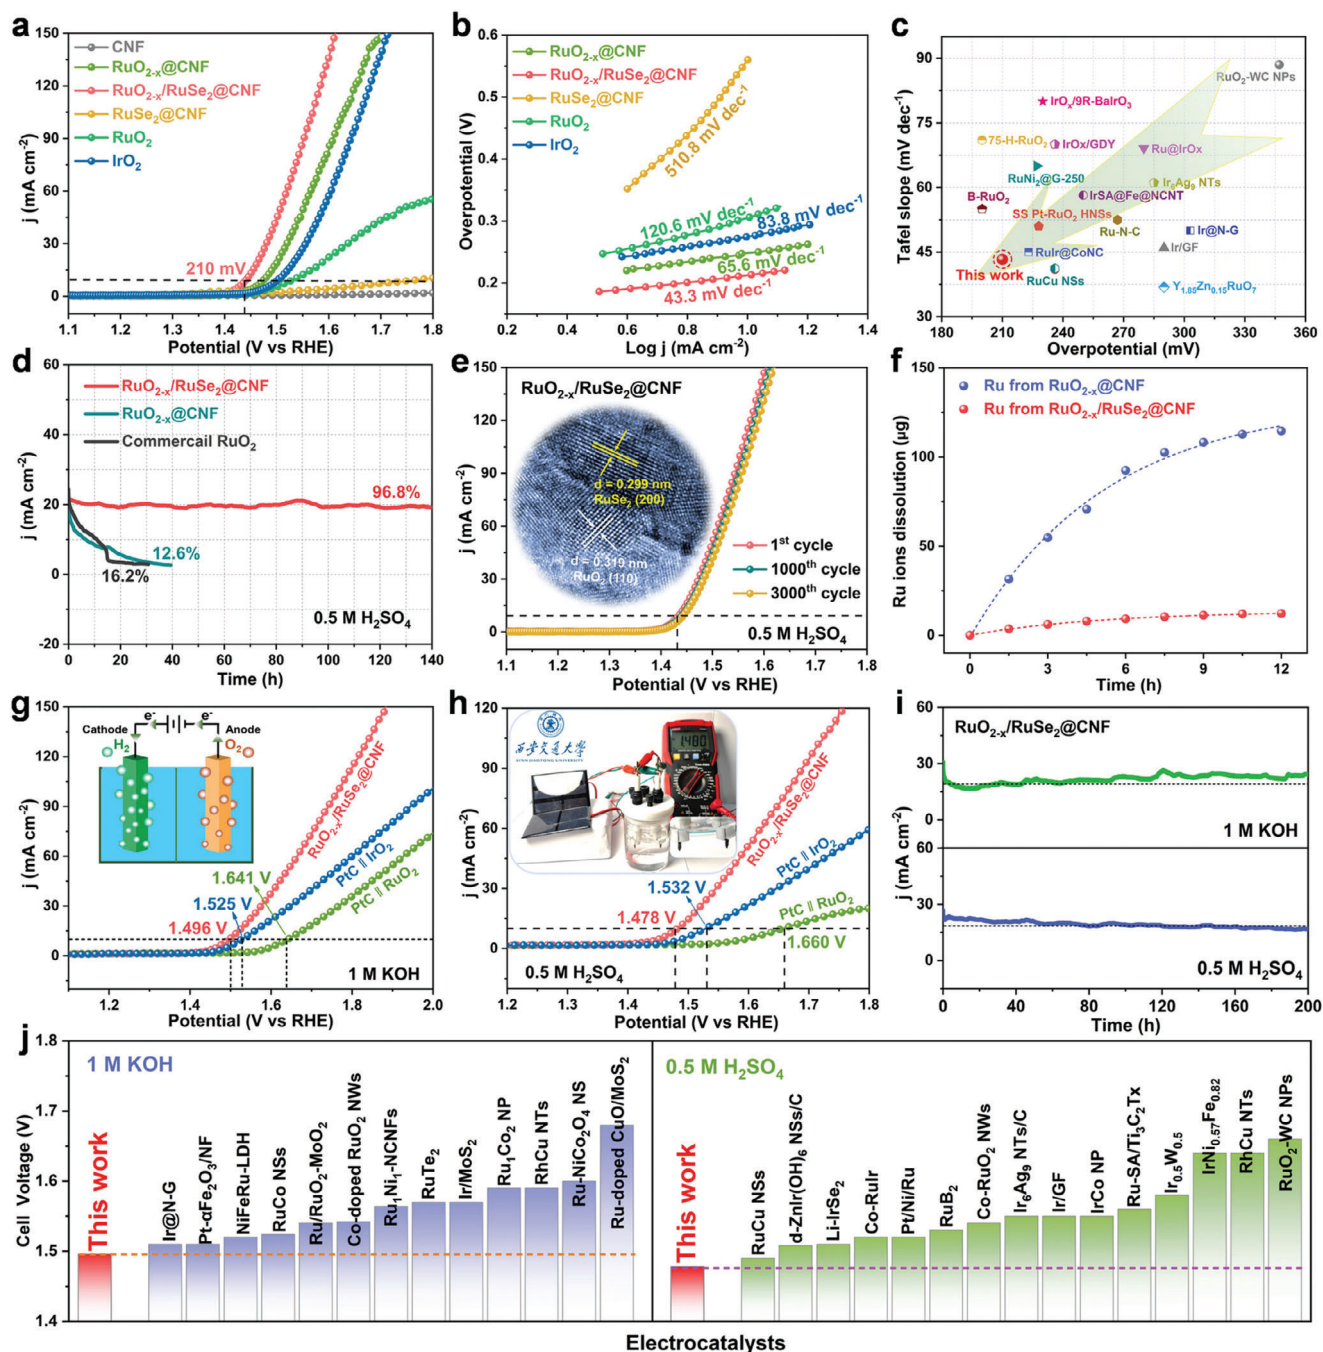 a
150
120
90
60
30
0
j (mA cm⁻²)
CNF
RuO₂₋ₓ@CNF
RuO₂₋ₓ/RuSe₂@CNF
RuSe₂@CNF
RuO₂
IrO₂
210 mV
1.1 1.2 1.3 1.4 1.5 1.6 1.7 1.8
Potential (V vs RHE)
b
0.6
0.5
0.4
0.3
0.2
Overpotential (V)
RuO₂₋ₓ@CNF
RuO₂₋ₓ/RuSe₂@CNF
RuSe₂@CNF
RuO₂
IrO₂
510.8 mV dec⁻¹
120.6 mV dec⁻¹
83.8 mV dec⁻¹
65.6 mV dec⁻¹
43.3 mV dec⁻¹
0.2 0.4 0.6 0.8 1.0 1.2 1.4
Log j (mA cm⁻²)
c
90
75
60
45
30
Tafel slope (mV dec⁻¹)
RuO₂-WC NPs
IrOₓ/9R-BaIrO₃
75-H-RuO₂
IrOx/GDY
Ru@IrOx
RuNi₂@G-250
Ir₆Ag₉ NTs
B-RuO₂
IrSA@Fe@NCNT
SS Pt-RuO₂ HNSs
Ru-N-C
Ir@N-G
RuIr@CoNC
Ir/GF
This work
RuCu NSs
Y₁.₈₅Zn₀.₁₅RuO₇
180 210 240 270 300 330 360
Overpotential (mV)
d
60
40
20
0
-20
j (mA cm⁻²)
RuO₂₋ₓ/RuSe₂@CNF
RuO₂₋ₓ@CNF
Commercail RuO₂
96.8%
12.6%
16.2%
0.5 M H₂SO₄
0 20 40 60 80 100 120 140
Time (h)
e
150
120
90
60
30
0
j (mA cm⁻²)
RuO₂₋ₓ/RuSe₂@CNF
d = 0.299 nm
RuSe₂ (200)
d = 0.319 nm
RuO₂ (110)
1ˢᵗ cycle
1000ᵗʰ cycle
3000ᵗʰ cycle
0.5 M H₂SO₄
1.1 1.2 1.3 1.4 1.5 1.6 1.7 1.8
Potential (V vs RHE)
f
150
100
50
0
Ru ions dissolution (µg)
Ru from RuO₂₋ₓ@CNF
Ru from RuO₂₋ₓ/RuSe₂@CNF
0 3 6 9 12
Time (h)
g
150
120
90
60
30
0
j (mA cm⁻²)
e⁻ e⁻
Cathode Anode
H₂ O₂
RuO₂₋ₓ/RuSe₂@CNF
PtC ∥ IrO₂
PtC ∥ RuO₂
1.641 V
1.525 V
1.496 V
1 M KOH
1.2 1.4 1.6 1.8 2.0
Potential (V vs RHE)
h
120
90
60
30
0
j (mA cm⁻²)
西安交通大学
XI'AN JIAOTONG UNIVERSITY
1.480
RuO₂₋ₓ/RuSe₂@CNF
PtC ∥ IrO₂
PtC ∥ RuO₂
1.532 V
1.478 V
1.660 V
0.5 M H₂SO₄
1.2 1.3 1.4 1.5 1.6 1.7 1.8
Potential (V vs RHE)
i
60
40
20
0
60
40
20
0
j (mA cm⁻²)
RuO₂₋ₓ/RuSe₂@CNF
1 M KOH
0.5 M H₂SO₄
0 40 80 120 160 200
Time (h)
j
1.8
1.7
1.6
1.5
1.4
Cell Voltage (V)
1 M KOH
This work
Ir@N-G
Pt-αFe₂O₃/NF
NiFeRu-LDH
RuCo NSs
Ru/RuO₂-MoO₂
Co-doped RuO₂ NWs
Ru₁Ni₁-NCNFs
RuTe₂
Ir/MoS₂
Ru₁Co₂ NP
RhCu NTs
Ru-NiCo₂O₄ NS
Ru-doped CuO/MoS₂
0.5 M H₂SO₄
This work
RuCu NSs
d-ZnIr(OH)₆ NSs/C
Li-IrSe₂
Co-RuIr
Pt/Ni/Ru
RuB₂
Co-RuO₂ NWs
Ir₆Ag₉ NTs/C
Ir/GF
IrCo NP
Ru-SA/Ti₃C₂Tx
Ir₀.₅W₀.₅
IrNi₀.₅₇Fe₀.₈₂
RhCu NTs
RuO₂-WC NPs
Electrocatalysts